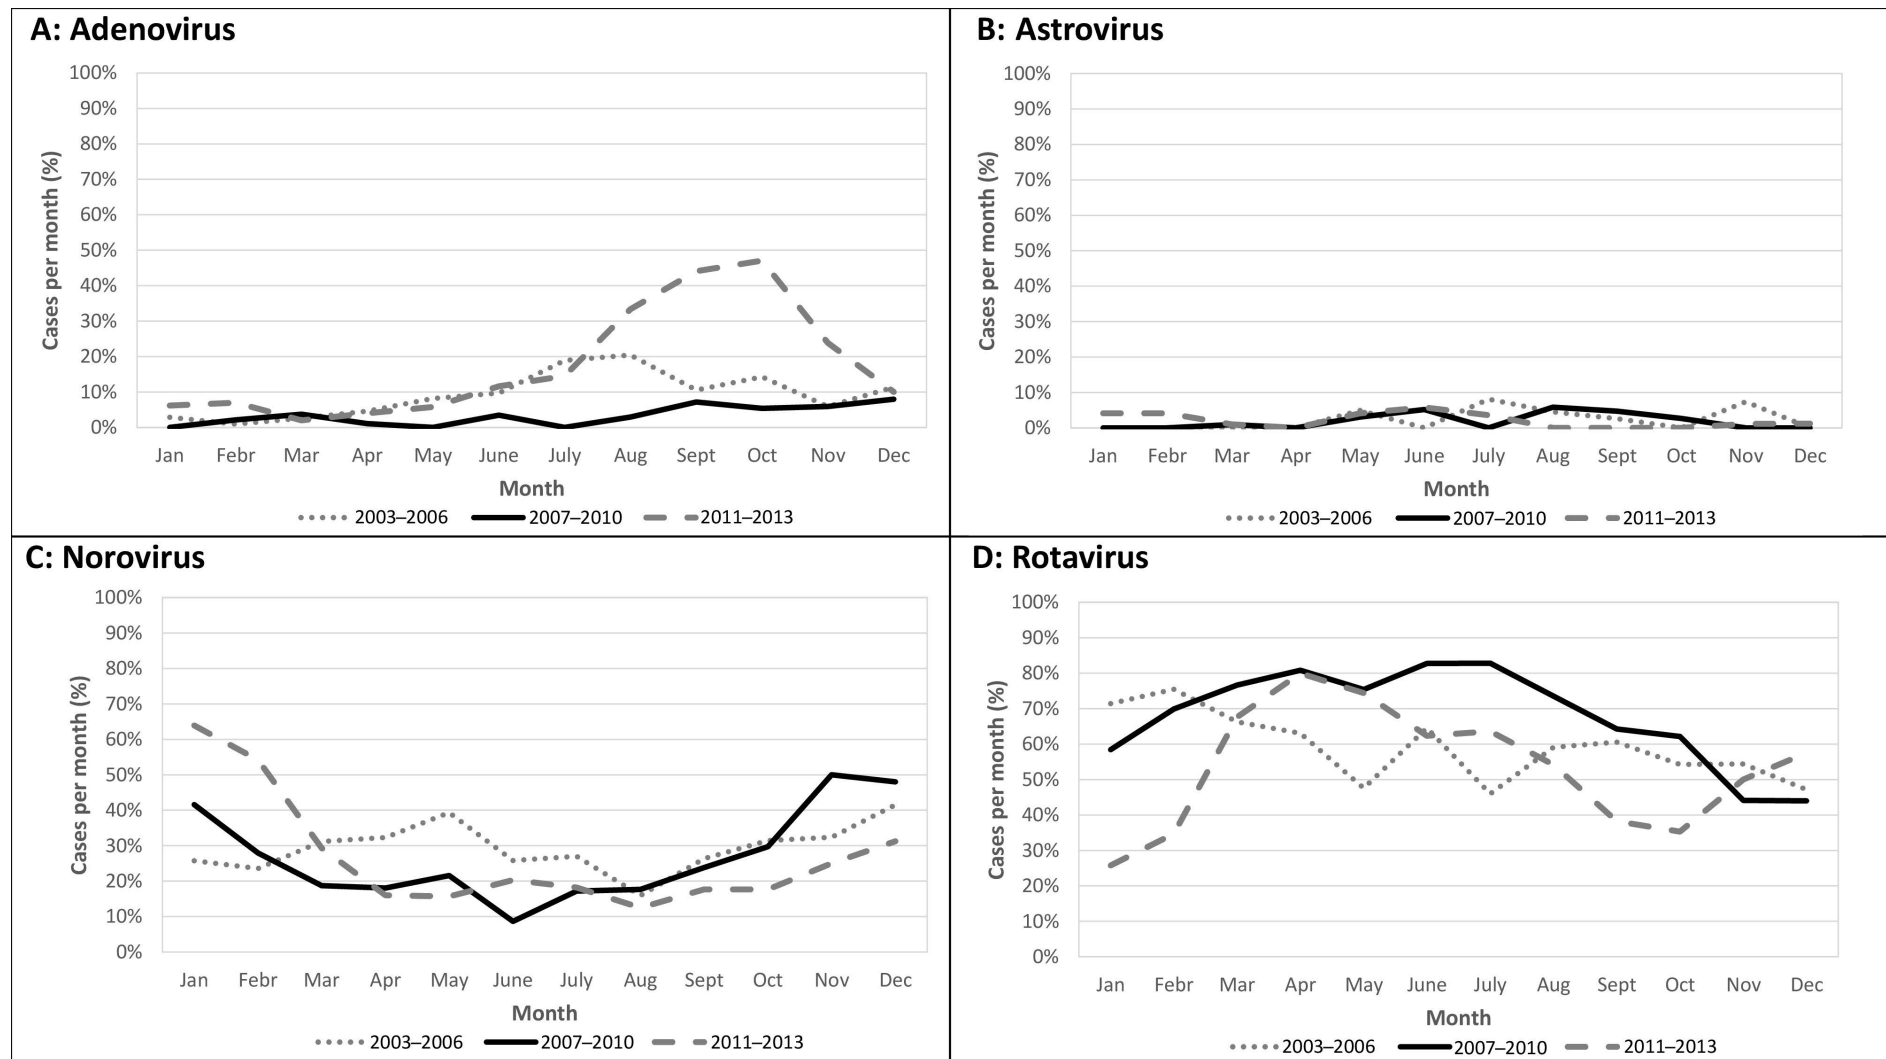 A: Adenovirus
100%
90%
80%
70%
60%
50%
40%
30%
20%
10%
0%
Cases per month (%)
Jan Febr Mar Apr May June July Aug Sept Oct Nov Dec
Month
2003–2006 2007–2010 2011–2013
B: Astrovirus
100%
90%
80%
70%
60%
50%
40%
30%
20%
10%
0%
Cases per month (%)
Jan Febr Mar Apr May June July Aug Sept Oct Nov Dec
Month
2003–2006 2007–2010 2011–2013
C: Norovirus
100%
90%
80%
70%
60%
50%
40%
30%
20%
10%
0%
Cases per month (%)
Jan Febr Mar Apr May June July Aug Sept Oct Nov Dec
Month
2003–2006 2007–2010 2011–2013
D: Rotavirus
100%
90%
80%
70%
60%
50%
40%
30%
20%
10%
0%
Cases per month (%)
Jan Febr Mar Apr May June July Aug Sept Oct Nov Dec
Month
2003–2006 2007–2010 2011–2013